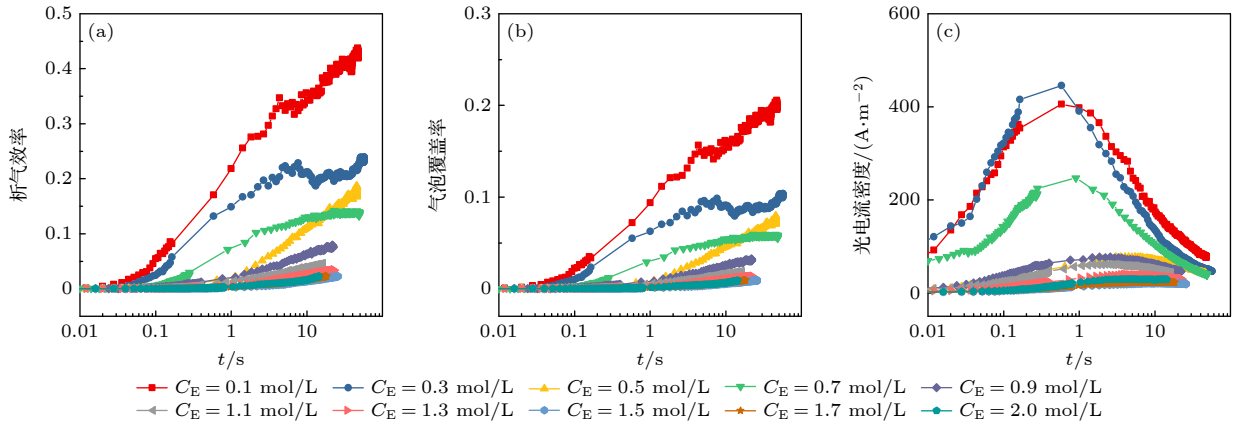 (a)
析气效率
0.5
0.4
0.3
0.2
0.1
0
0.01 0.1 1 10
t/s
(b)
气泡覆盖率
0.3
0.2
0.1
0
0.01 0.1 1 10
t/s
(c)
光电流密度/(A·m⁻²)
600
400
200
0
0.01 0.1 1 10
t/s
C_E = 0.1 mol/L C_E = 0.3 mol/L C_E = 0.5 mol/L C_E = 0.7 mol/L C_E = 0.9 mol/L
C_E = 1.1 mol/L C_E = 1.3 mol/L C_E = 1.5 mol/L C_E = 1.7 mol/L C_E = 2.0 mol/L